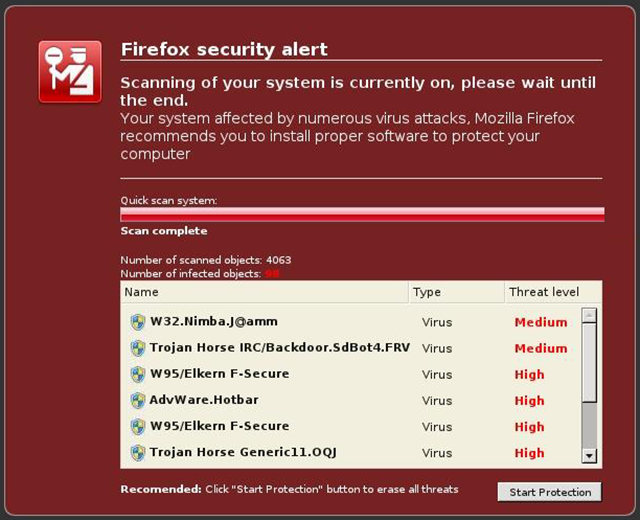 Firefox security alert
Scanning of your system is currently on, please wait until
the end.
Your system affected by numerous virus attacks, Mozilla Firefox
recommends you to install proper software to protect your
computer
Quick scan system:
Scan complete
Number of scanned objects: 4063
Number of infected objects: 98
Name Type Threat level
W32.Nimba.J@amm Virus Medium
Trojan Horse IRC/Backdoor.SdBot4.FRV Virus Medium
W95/Elkern F-Secure Virus High
AdvWare.Hotbar Virus High
W95/Elkern F-Secure Virus High
Trojan Horse Generic11.OQJ Virus High
Recomended: Click "Start Protection" button to erase all threats
Start Protection